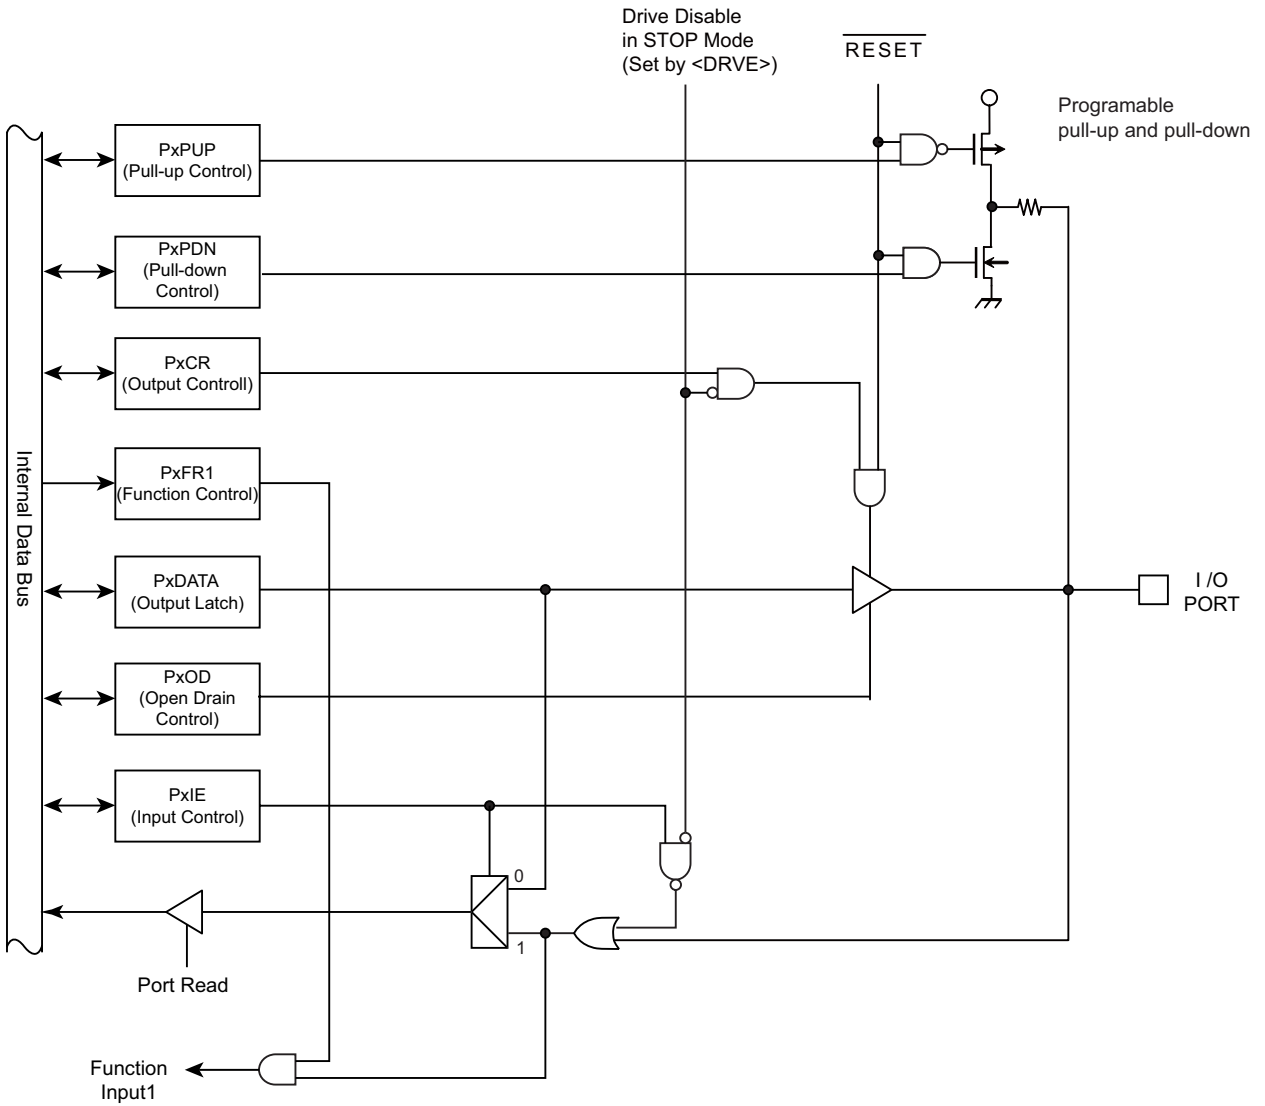 Drive Disable
in STOP Mode
(Set by <DRVE>)
RESET
Programable
pull-up and pull-down
PxPUP
(Pull-up Control)
PxPDN
(Pull-down
Control)
PxCR
(Output Controll)
PxFR1
(Function Control)
Internal Data Bus
PxDATA
(Output Latch)
I /O
PORT
PxOD
(Open Drain
Control)
PxIE
(Input Control)
0
1
Port Read
Function
Input1